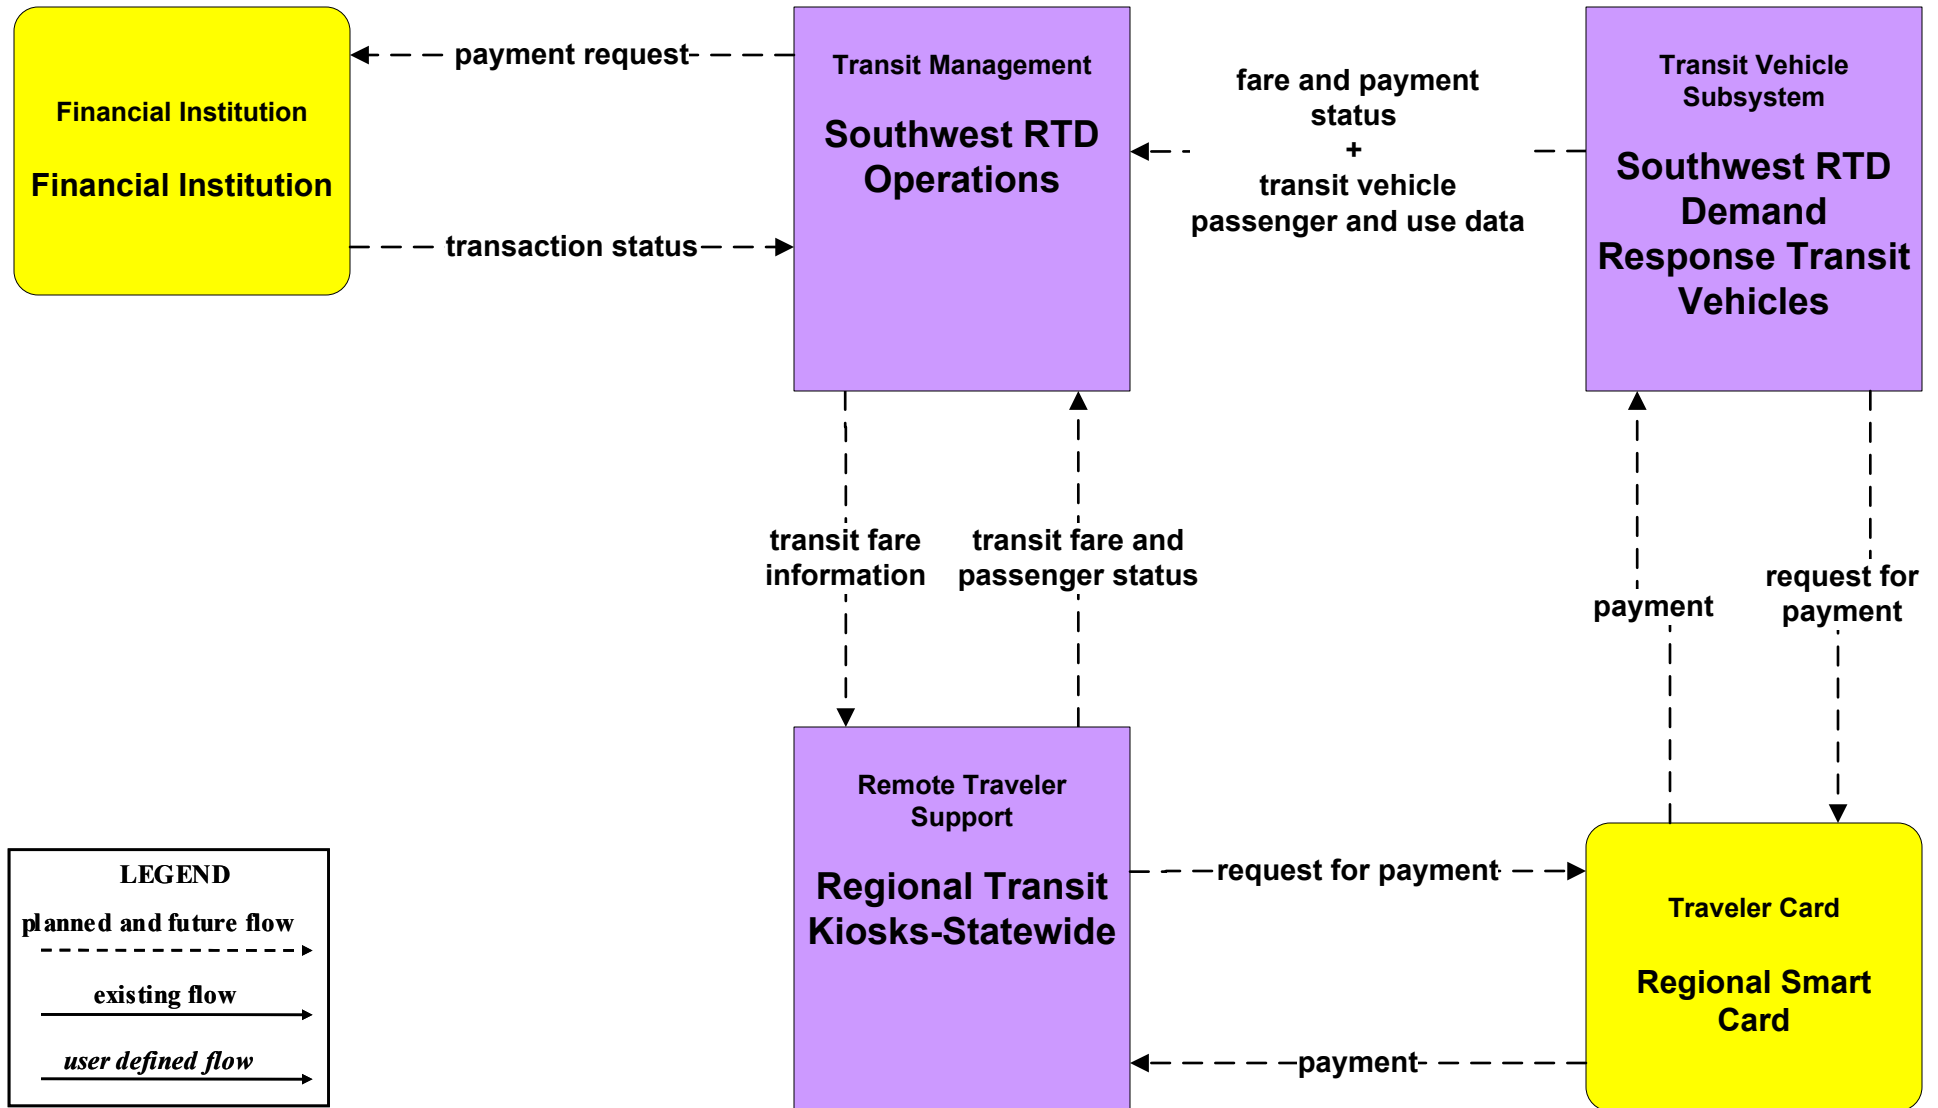 Financial Institution
Financial Institution
payment request
transaction status
Transit Management
Southwest RTD
Operations
fare and payment
status
+
transit vehicle
passenger and use data
Transit Vehicle
Subsystem
Southwest RTD
Demand
Response Transit
Vehicles
transit fare
information
transit fare and
passenger status
payment
request for
payment
Remote Traveler
Support
Regional Transit
Kiosks-Statewide
request for payment
payment
Traveler Card
Regional Smart
Card
LEGEND
planned and future flow
existing flow
user defined flow